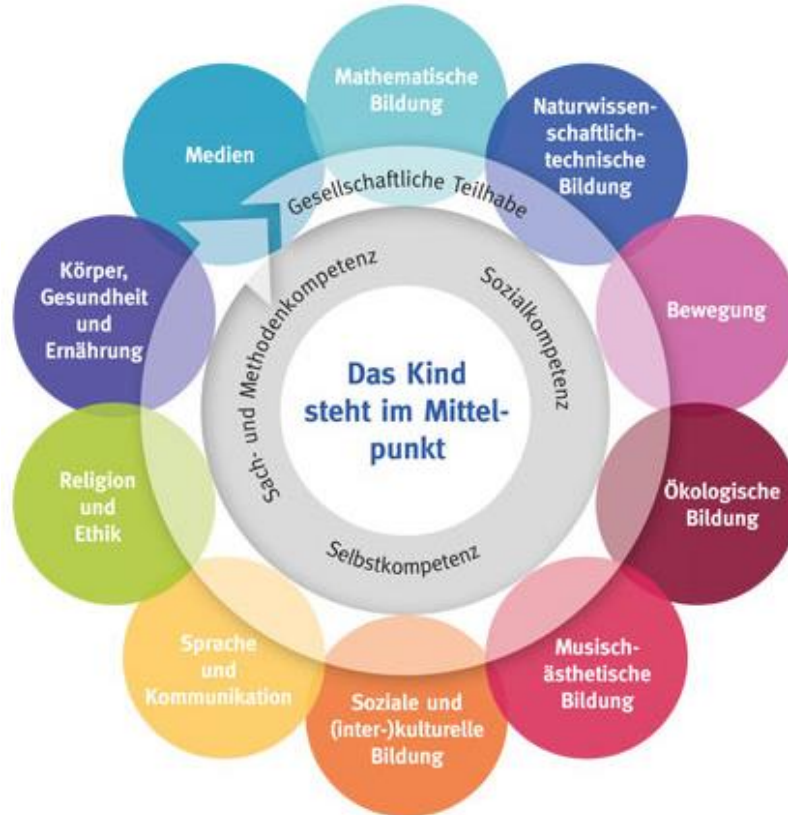 Mathematische
Bildung
Naturwissen-
schaftlich-
technische
Bildung
Bewegung
Ökologische
Bildung
Musisch-
ästhetische
Bildung
Soziale und
(inter-)kulturelle
Bildung
Sprache
und
Kommunikation
Religion
und
Ethik
Körper,
Gesundheit
und
Ernährung
Medien
Gesellschaftliche Teilhabe
Sozialkompetenz
Selbstkompetenz
Sach- und Methodenkompetenz
Das Kind
steht im Mittel-
punkt